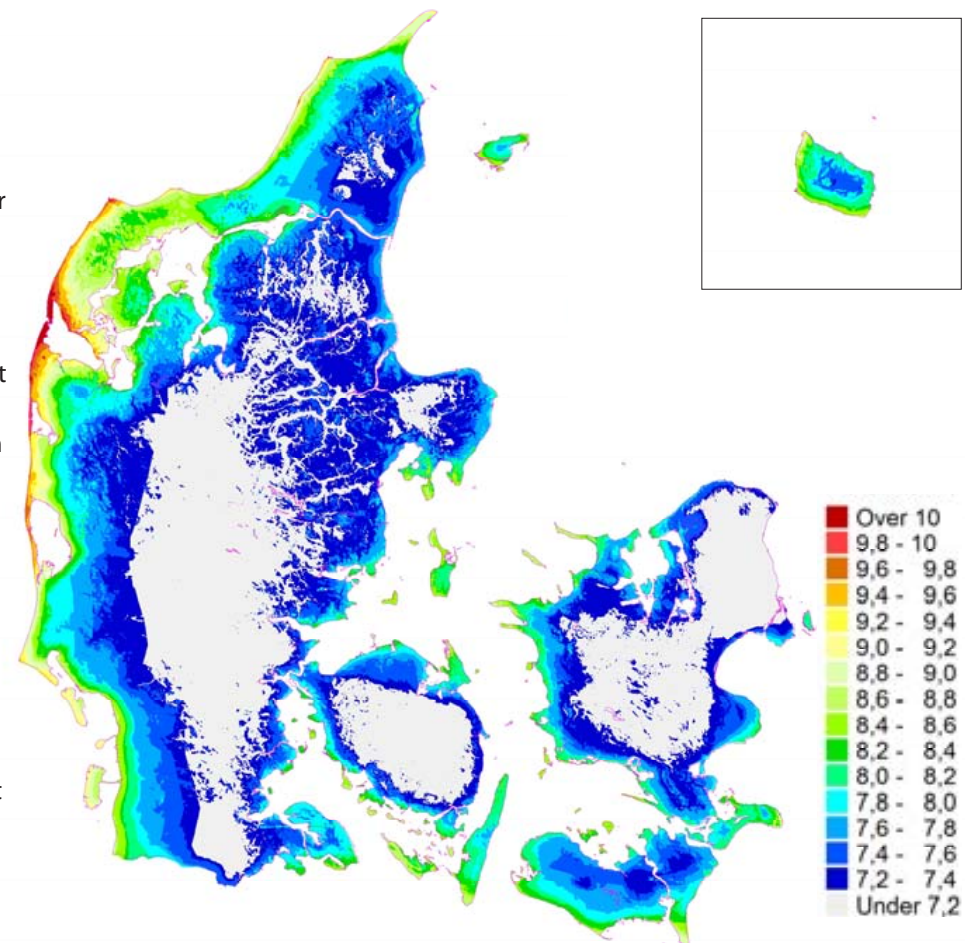 r
t
t
Over 10
9,8 - 10
9,6 - 9,8
9,4 - 9,6
9,2 - 9,4
9,0 - 9,2
8,8 - 9,0
8,6 - 8,8
8,4 - 8,6
8,2 - 8,4
8,0 - 8,2
7,8 - 8,0
7,6 - 7,8
7,4 - 7,6
7,2 - 7,4
Under 7,2